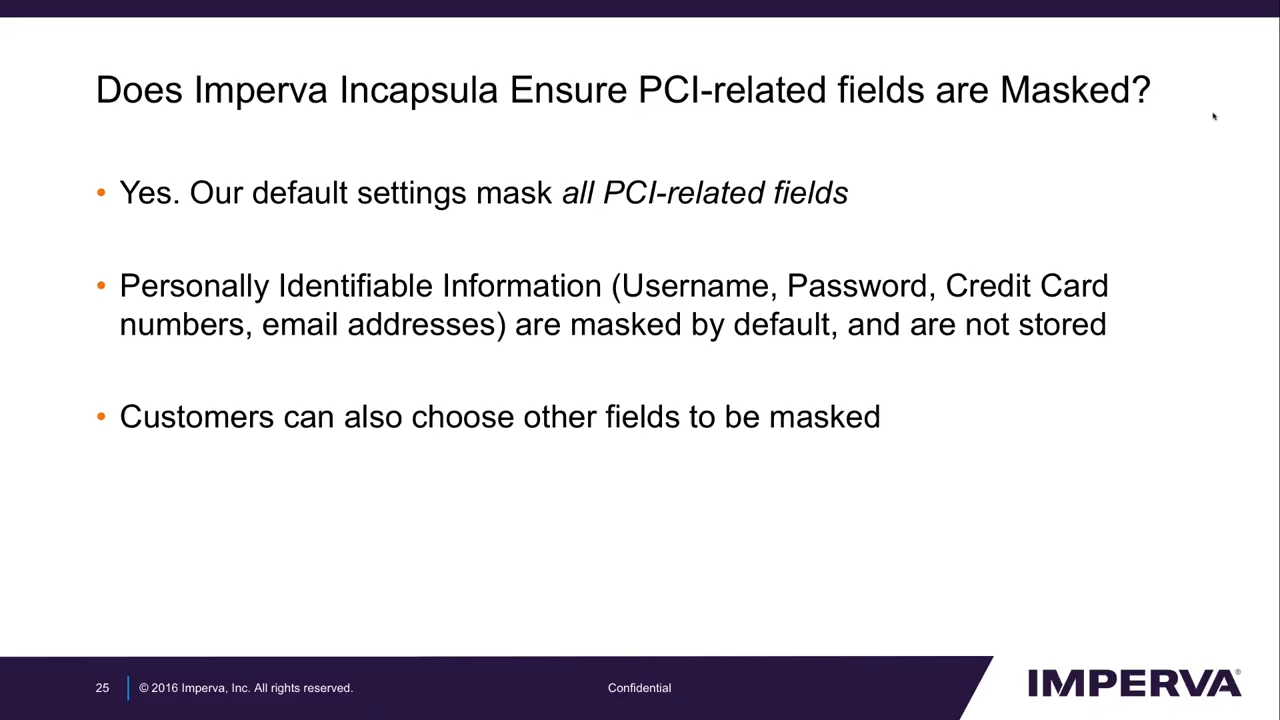 Does Imperva Incapsula Ensure PCI-related fields are Masked?
• Yes. Our default settings mask all PCI-related fields
• Personally Identifiable Information (Username, Password, Credit Card
numbers, email addresses) are masked by default, and are not stored
• Customers can also choose other fields to be masked
25 © 2016 Imperva, Inc. All rights reserved. Confidential
IMPERVA®